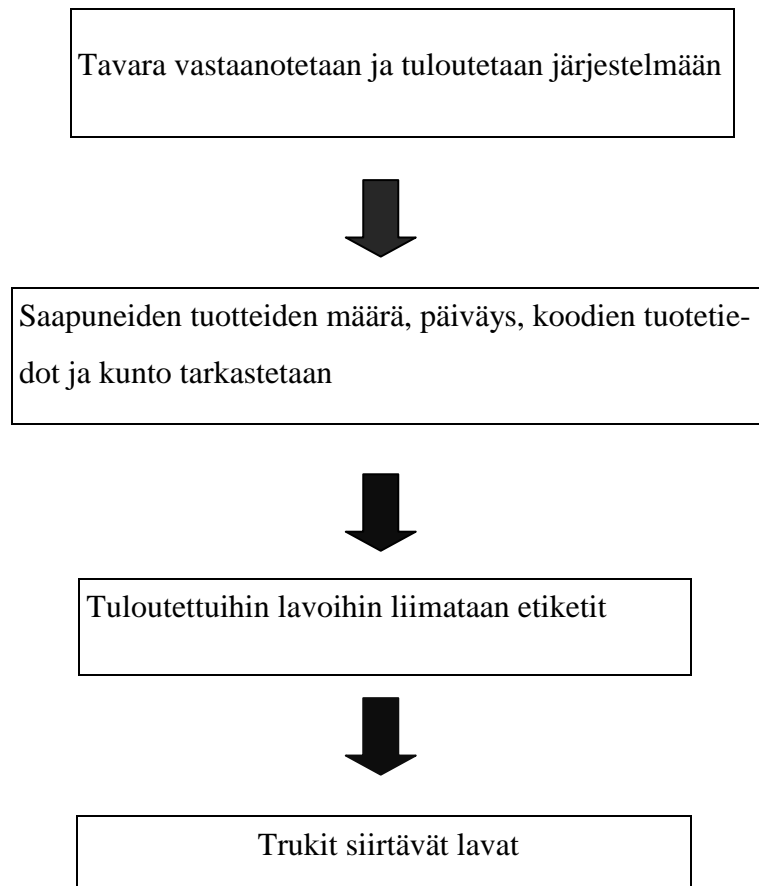 Tavara vastaanotetaan ja tuloutetaan järjestelmään
Saapuneiden tuotteiden määrä, päiväys, koodien tuotetie-
dot ja kunto tarkastetaan
Tuloutettuihin lavoihin liimataan etiketit
Trukit siirtävät lavat